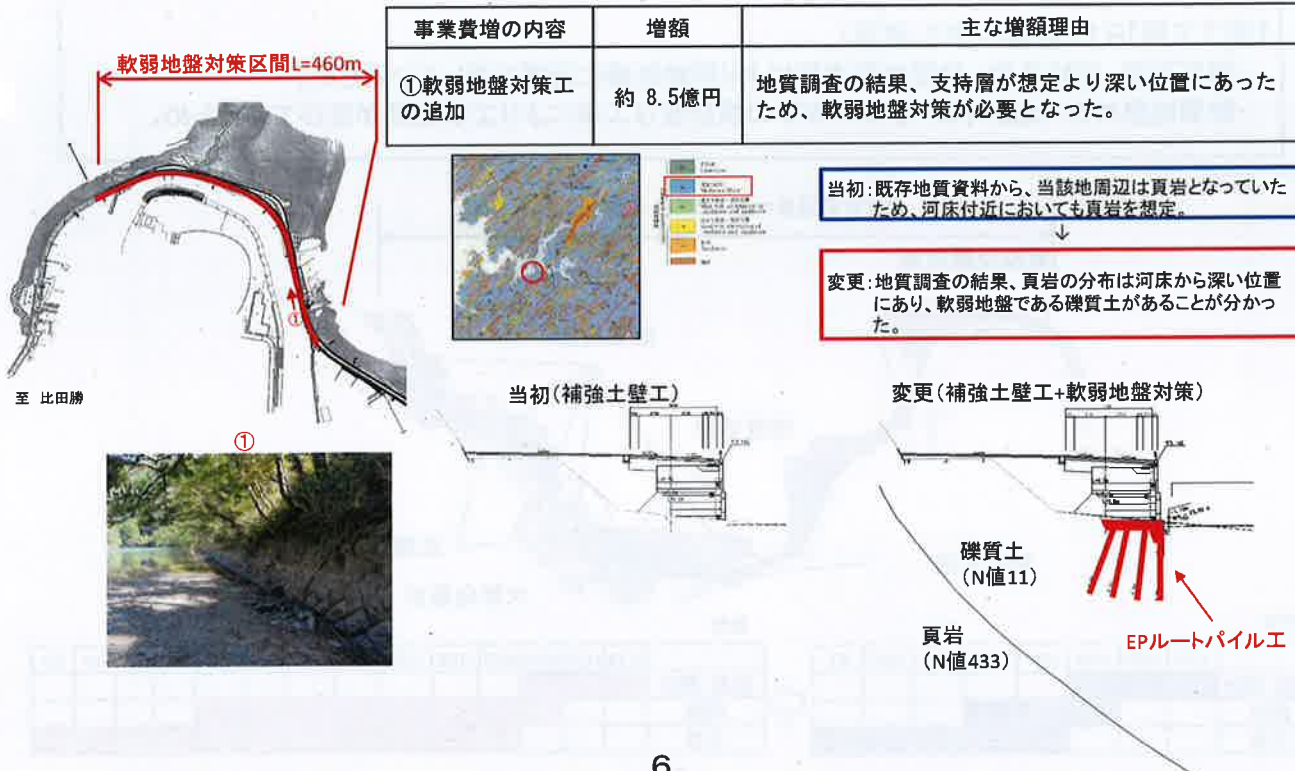 事業費増の内容
増額
主な増額理由
①軟弱地盤対策工
の追加
約 8.5億円
地質調査の結果、支持層が想定より深い位置にあった
ため、軟弱地盤対策が必要となった。
軟弱地盤対策区間L=460m
①
至 比田勝
当初:既存地質資料から、当該地周辺は頁岩となっていた
ため、河床付近においても頁岩を想定。
↓
変更:地質調査の結果、頁岩の分布は河床から深い位置
にあり、軟弱地盤である礫質土があることが分かっ
た。
①
当初(補強土壁工)
変更(補強土壁工+軟弱地盤対策)
礫質土
(N値11)
頁岩
(N値433)
EPルートパイル工
6